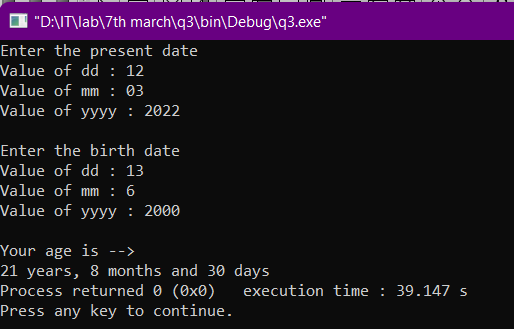 "D:\IT\lab\7th march\q3\bin\Debug\q3.exe"
Enter the present date
Value of dd : 12
Value of mm : 03
Value of yyyy : 2022
Enter the birth date
Value of dd : 13
Value of mm : 6
Value of yyyy : 2000
Your age is -->
21 years, 8 months and 30 days
Process returned 0 (0x0)   execution time : 39.147 s
Press any key to continue.